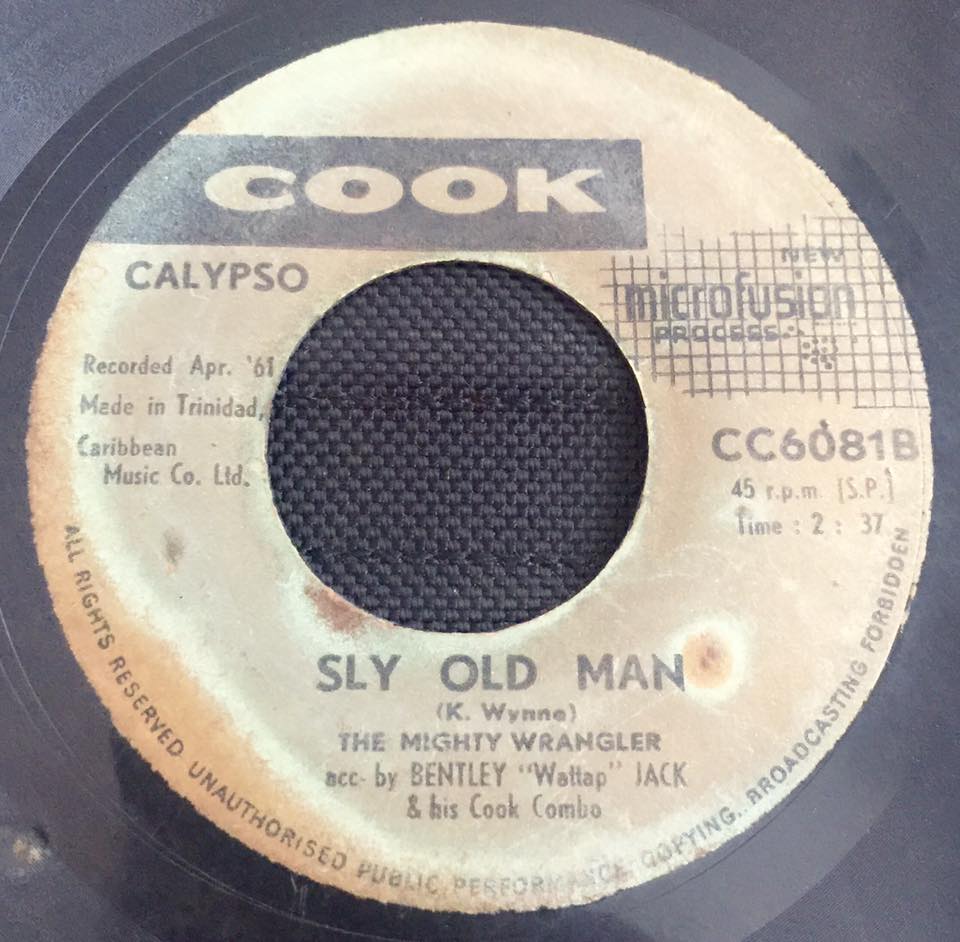 COOK
CALYPSO
NEW
microfusion
PROCESS
Recorded Apr. '61
Made in Trinidad,
Caribbean
Music Co. Ltd.
CC6081B
45 r.p.m. [S.P.]
Time : 2 : 37
SLY OLD MAN
(K. Wynne)
THE MIGHTY WRANGLER
acc- by BENTLEY "Wattap" JACK
& his Cook Combo
ALL RIGHTS RESERVED UNAUTHORISED PUBLIC PERFORMANCE COPYING.. BROADCASTING FORBIDDEN